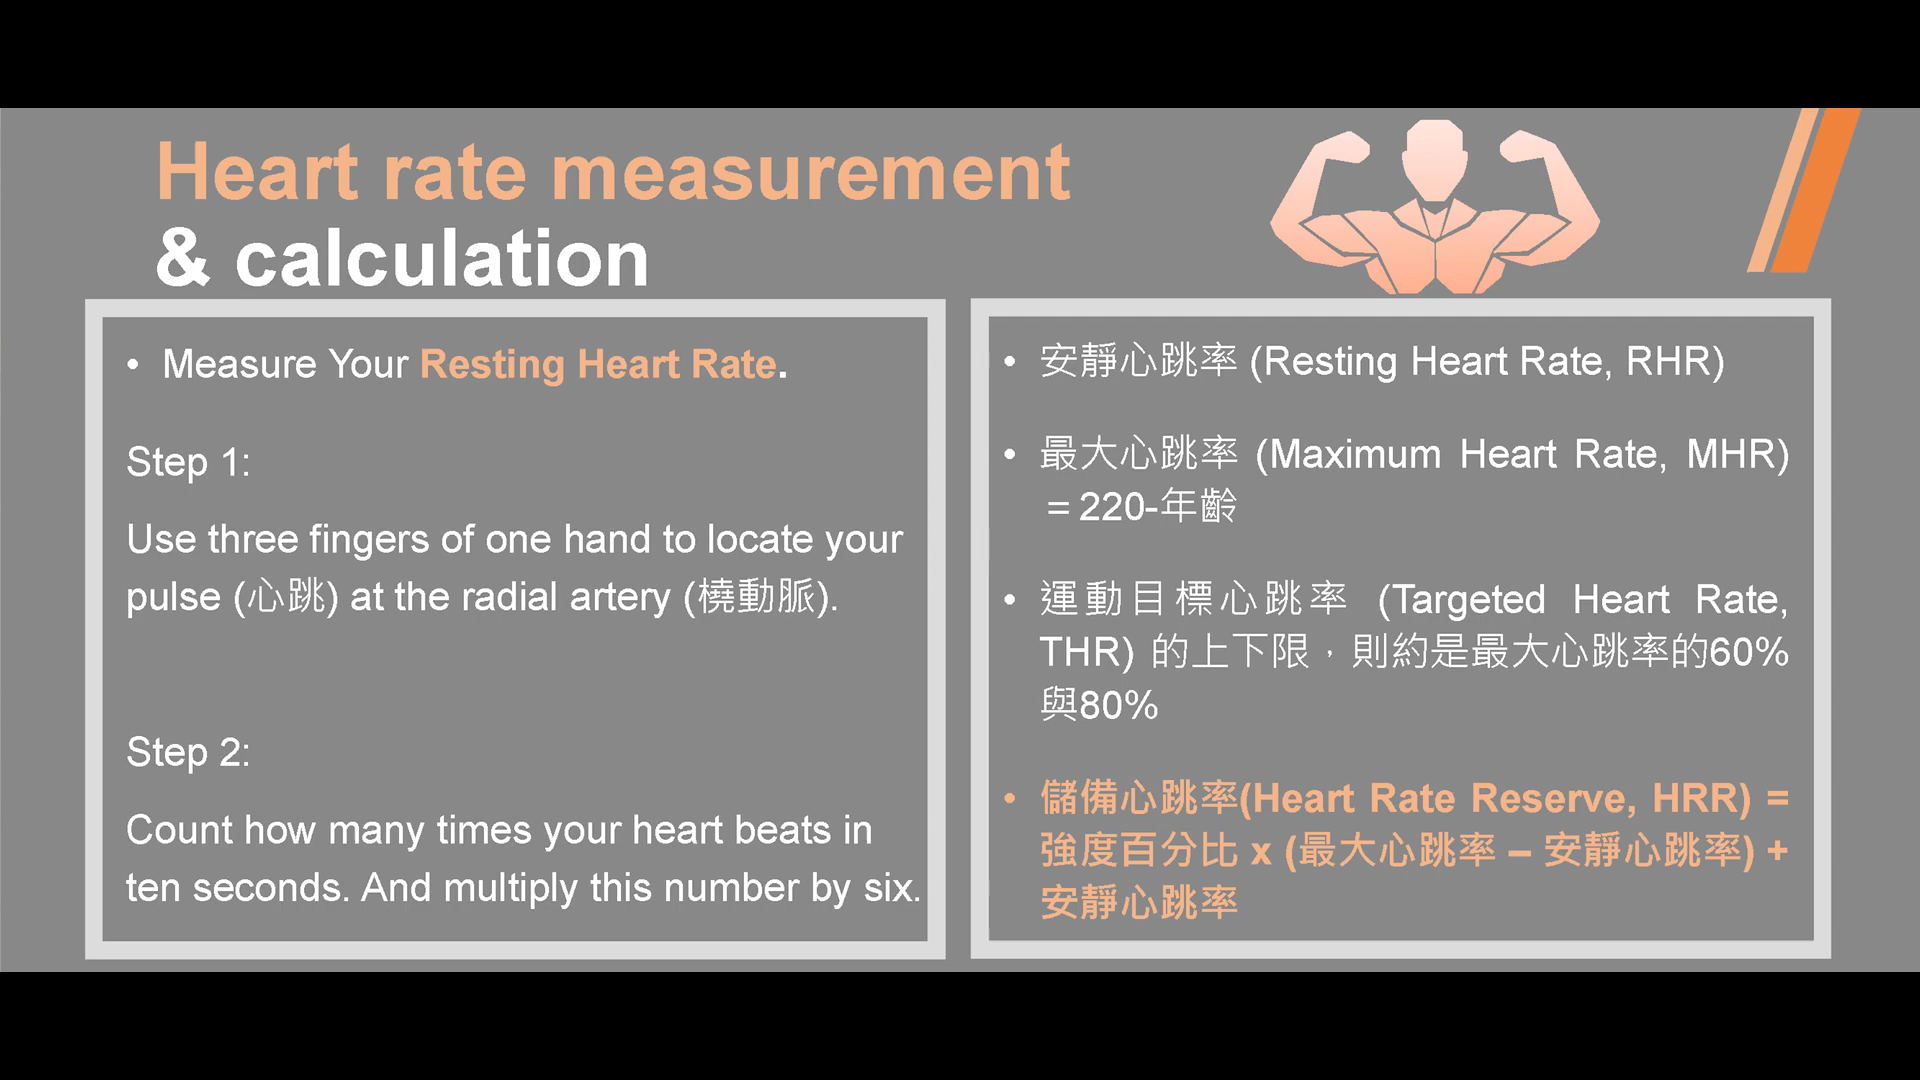 Heart rate measurement
& calculation
• Measure Your Resting Heart Rate.
Step 1:
Use three fingers of one hand to locate your
pulse (心跳) at the radial artery (橈動脈).
Step 2:
Count how many times your heart beats in
ten seconds. And multiply this number by six.
• 安靜心跳率 (Resting Heart Rate, RHR)
• 最大心跳率 (Maximum Heart Rate, MHR)
＝220-年齡
• 運動目標心跳率 (Targeted Heart Rate,
THR) 的上下限，則約是最大心跳率的60%
與80%
• 儲備心跳率(Heart Rate Reserve, HRR) =
強度百分比 x (最大心跳率 – 安靜心跳率) +
安靜心跳率